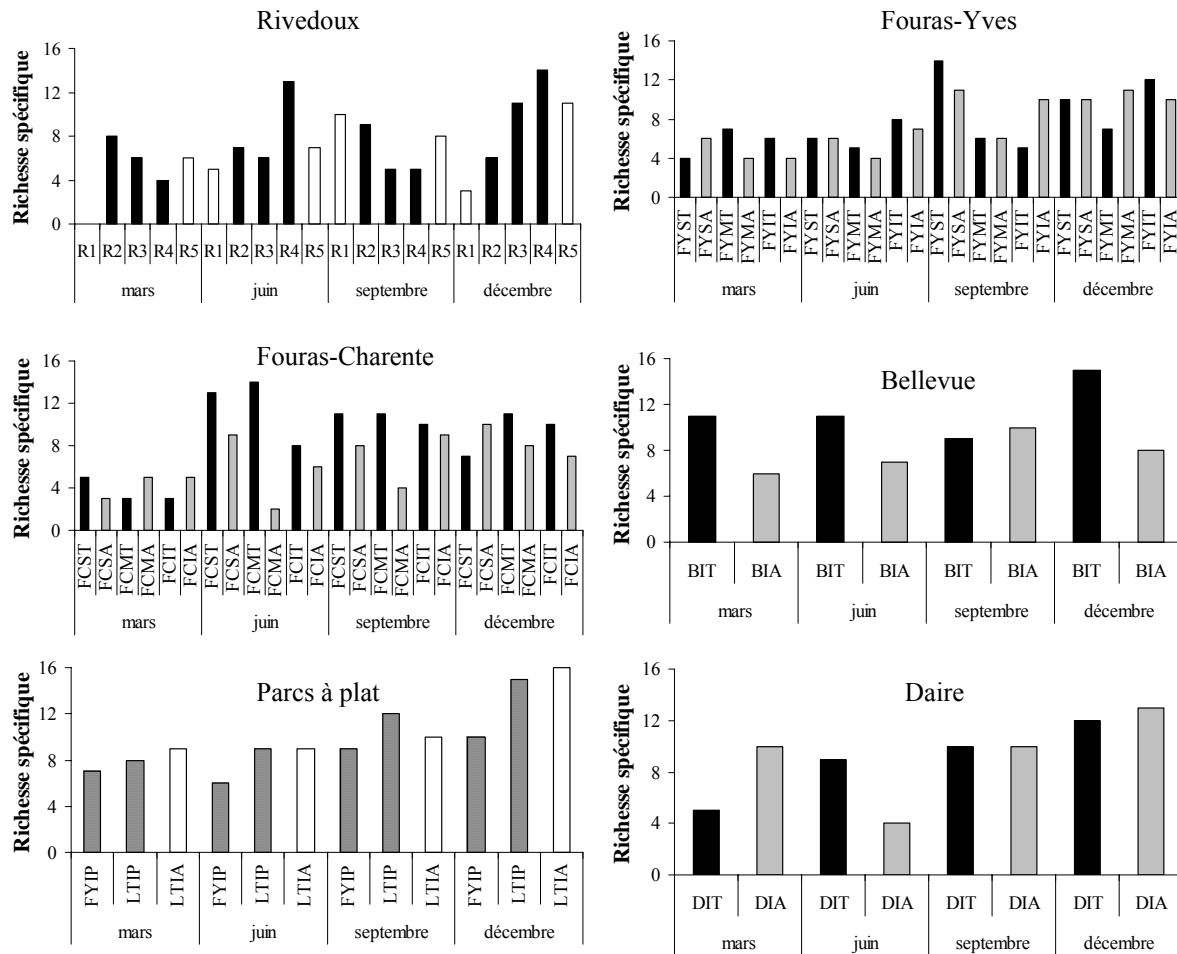 Rivedoux
Richesse spécifique
16
12
8
4
0
R1 R2 R3 R4 R5 R1 R2 R3 R4 R5 R1 R2 R3 R4 R5 R1 R2 R3 R4 R5
mars juin septembre décembre
Fouras-Yves
Richesse spécifique
16
12
8
4
0
FYST FYSA FYMT FYMA FYIT FYIA FYST FYSA FYMT FYMA FYIT FYIA FYST FYSA FYMT FYMA FYIT FYIA FYST FYSA FYMT FYMA FYIT FYIA
mars juin septembre décembre
Fouras-Charente
Richesse spécifique
16
12
8
4
0
FCST FCSA FCMT FCMA FCIT FCIA FCST FCSA FCMT FCMA FCIT FCIA FCST FCSA FCMT FCMA FCIT FCIA FCST FCSA FCMT FCMA FCIT FCIA
mars juin septembre décembre
Bellevue
Richesse spécifique
16
12
8
4
0
BIT BIA BIT BIA BIT BIA BIT BIA
mars juin septembre décembre
Parcs à plat
Richesse spécifique
16
12
8
4
0
FYIP LTIP LTIA FYIP LTIP LTIA FYIP LTIP LTIA FYIP LTIP LTIA
mars juin septembre décembre
Daire
Richesse spécifique
16
12
8
4
0
DIT DIA DIT DIA DIT DIA DIT DIA
mars juin septembre décembre